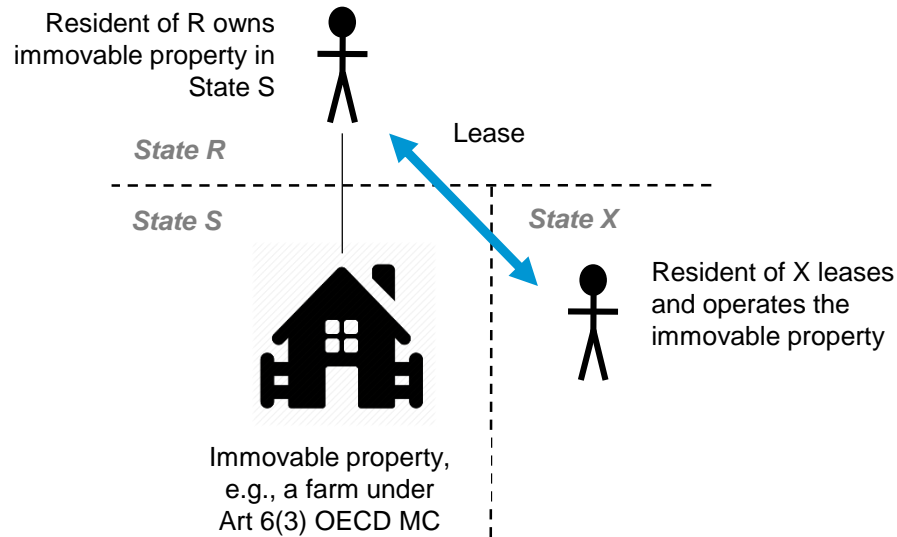 Resident of R owns
immovable property in
State S
Lease
State R
State S
State X
Resident of X leases
and operates the
immovable property
Immovable property,
e.g., a farm under
Art 6(3) OECD MC